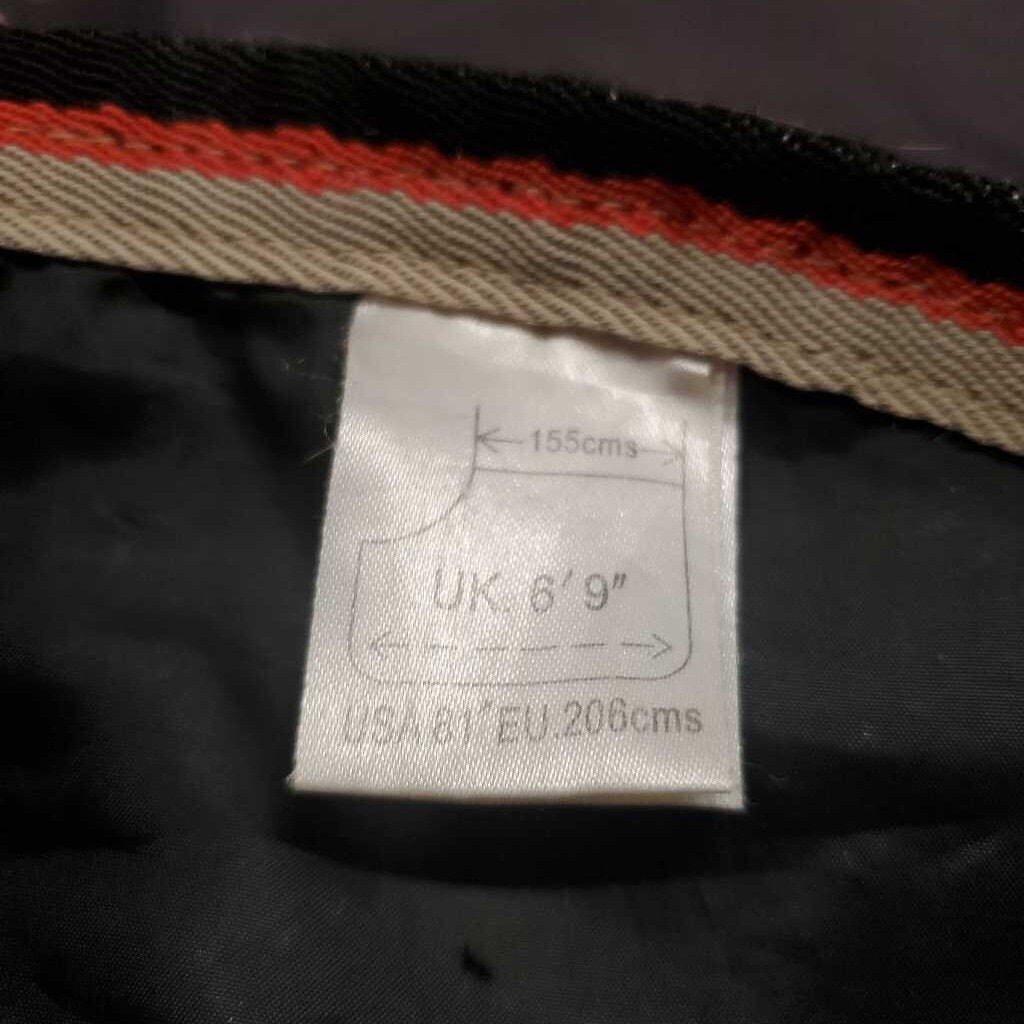 155cms
UK. 6' 9"
USA 81" EU.206cms